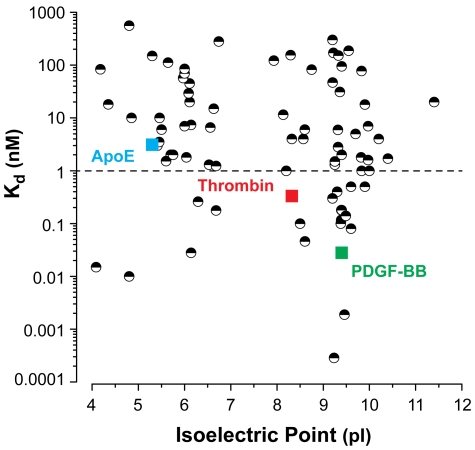 1000
100
10
1
0.1
0.01
0.001
0.0001
Kd (nM)
ApoE
Thrombin
PDGF-BB
4 5 6 7 8 9 10 11 12
Isoelectric Point (pI)